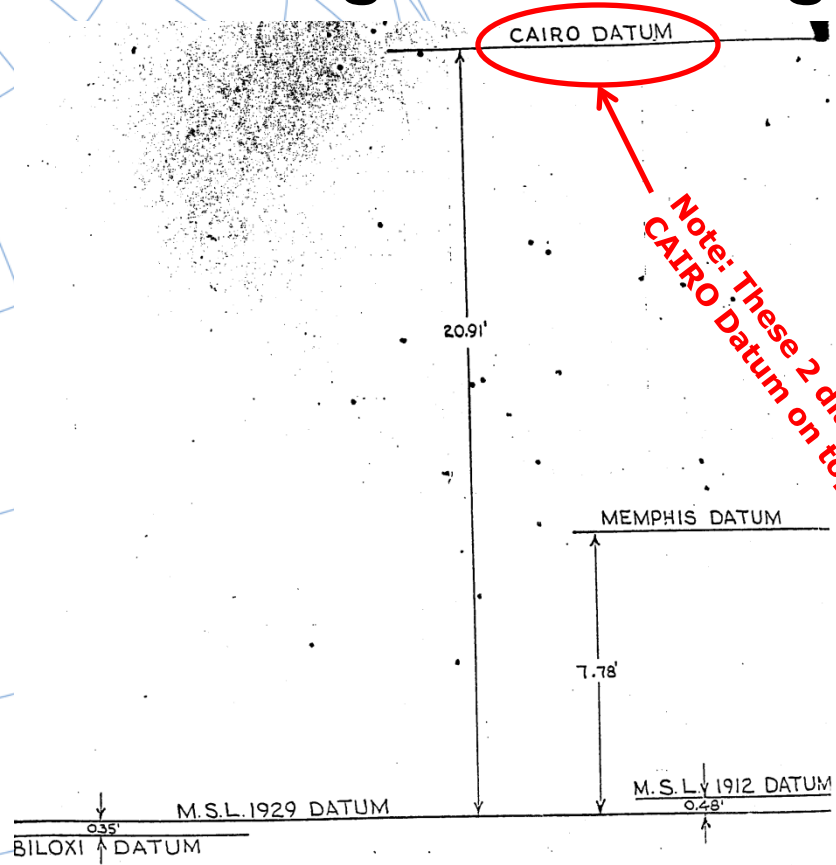 CAIRO DATUM
Note: These 2
CAIRO Datum on
20.91'
MEMPHIS DATUM
7.78'
M.S.L. 1912 DATUM
0.48'
M.S.L. 1929 DATUM
0.35'
BILOXI DATUM